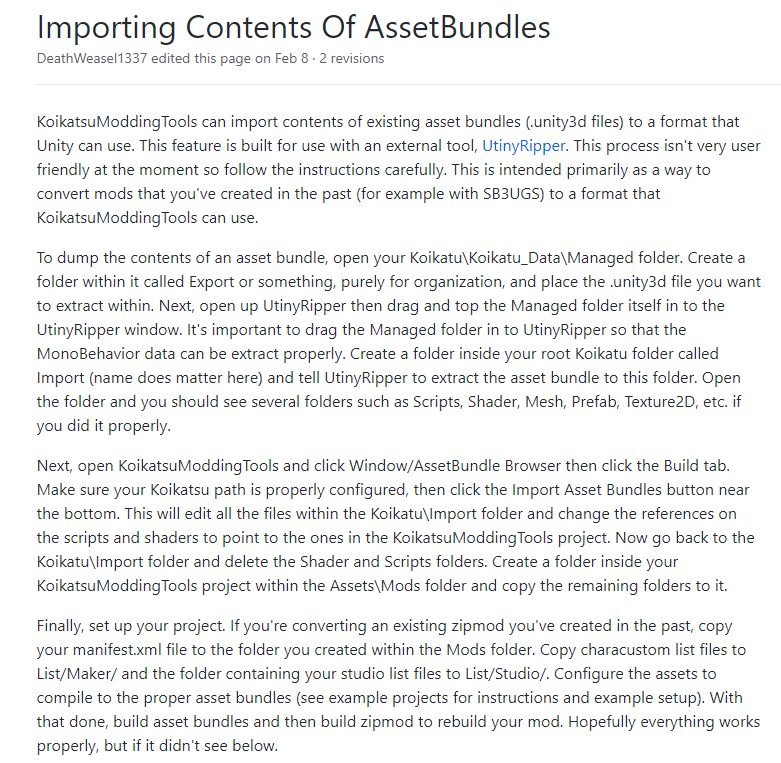 Importing Contents Of AssetBundles
DeathWeasel1337 edited this page on Feb 8 · 2 revisions
KoikatsuModdingTools can import contents of existing asset bundles (.unity3d files) to a format that
Unity can use. This feature is built for use with an external tool, UtinyRipper. This process isn't very user
friendly at the moment so follow the instructions carefully. This is intended primarily as a way to
convert mods that you've created in the past (for example with SB3UGS) to a format that
KoikatsuModdingTools can use.
To dump the contents of an asset bundle, open your Koikatu\Koikatu_Data\Managed folder. Create a
folder within it called Export or something, purely for organization, and place the .unity3d file you want
to extract within. Next, open up UtinyRipper then drag and top the Managed folder itself in to the
UtinyRipper window. It's important to drag the Managed folder in to UtinyRipper so that the
MonoBehavior data can be extract properly. Create a folder inside your root Koikatu folder called
Import (name does matter here) and tell UtinyRipper to extract the asset bundle to this folder. Open
the folder and you should see several folders such as Scripts, Shader, Mesh, Prefab, Texture2D, etc. if
you did it properly.
Next, open KoikatsuModdingTools and click Window/AssetBundle Browser then click the Build tab.
Make sure your Koikatsu path is properly configured, then click the Import Asset Bundles button near
the bottom. This will edit all the files within the Koikatu\Import folder and change the references on
the scripts and shaders to point to the ones in the KoikatsuModdingTools project. Now go back to the
Koikatu\Import folder and delete the Shader and Scripts folders. Create a folder inside your
KoikatsuModdingTools project within the Assets\Mods folder and copy the remaining folders to it.
Finally, set up your project. If you're converting an existing zipmod you've created in the past, copy
your manifest.xml file to the folder you created within the Mods folder. Copy characustom list files to
List/Maker/ and the folder containing your studio list files to List/Studio/. Configure the assets to
compile to the proper asset bundles (see example projects for instructions and example setup). With
that done, build asset bundles and then build zipmod to rebuild your mod. Hopefully everything works
properly, but if it didn't see below.